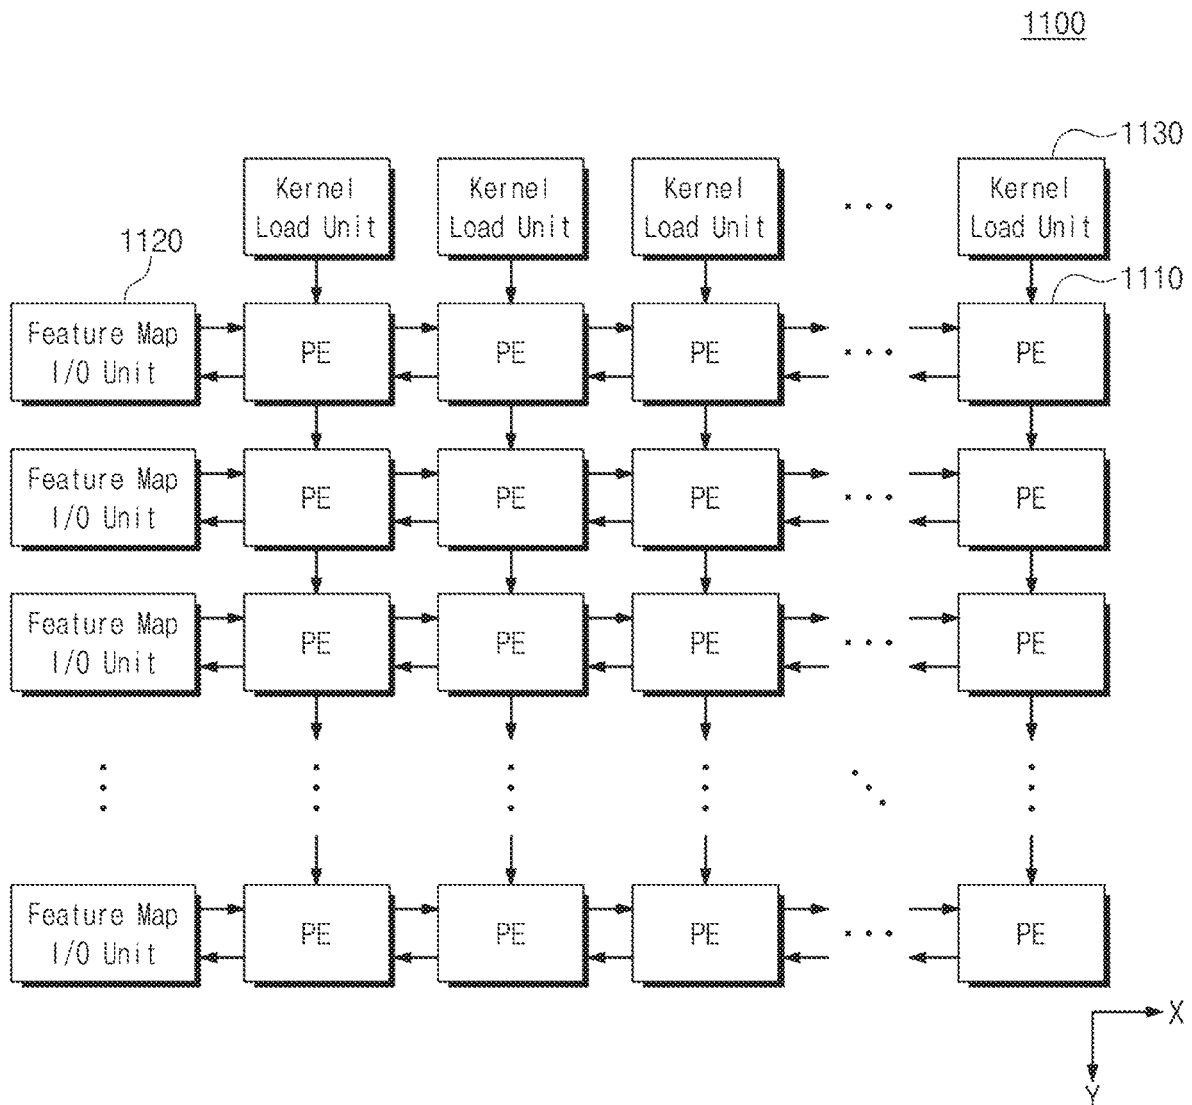 1100
1130
Kernel
Load Unit
Kernel
Load Unit
Kernel
Load Unit
Kernel
Load Unit
1120
1110
Feature Map
I/O Unit
PE
PE
PE
PE
Feature Map
I/O Unit
PE
PE
PE
PE
Feature Map
I/O Unit
PE
PE
PE
PE
Feature Map
I/O Unit
PE
PE
PE
PE
X
Y